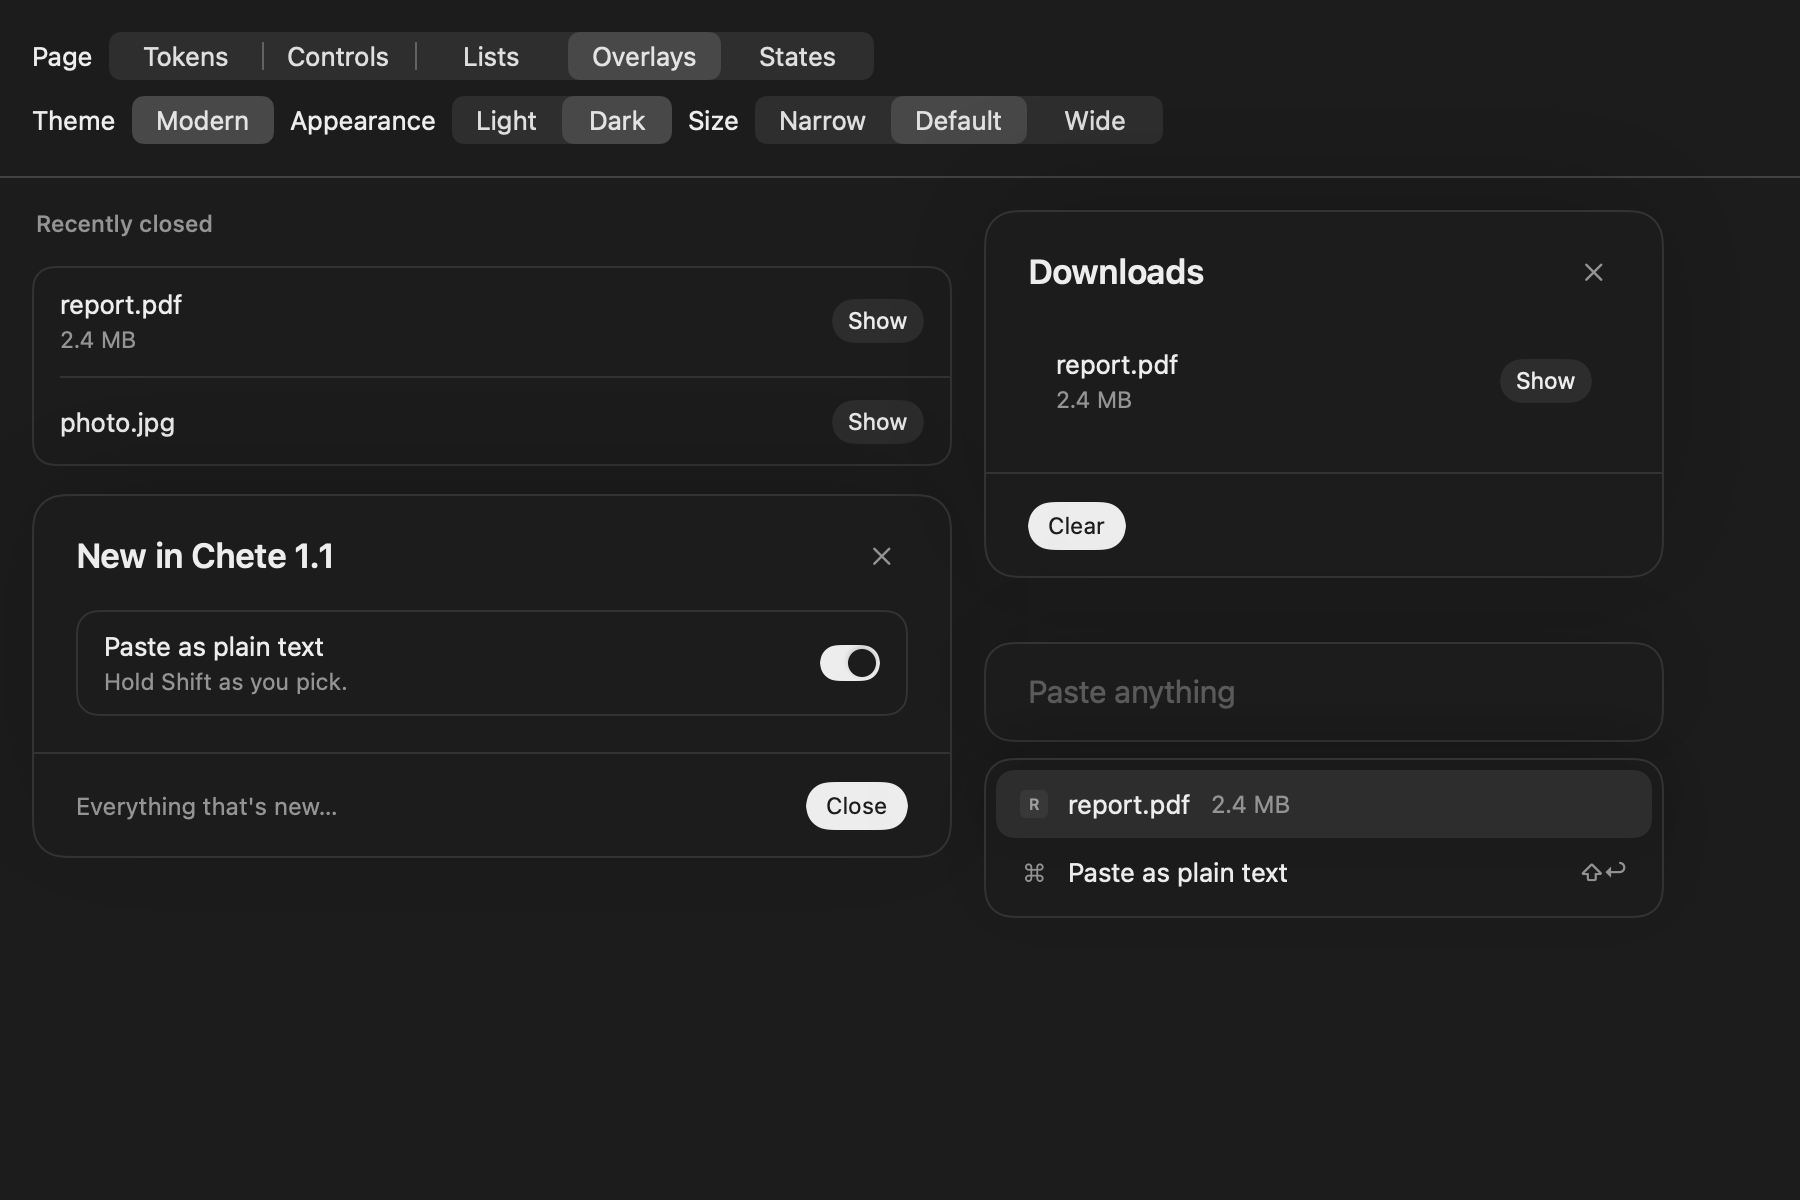 Page Tokens Controls Lists Overlays States
Theme Modern Appearance Light Dark Size Narrow Default Wide
Recently closed
report.pdf
2.4 MB
Show
photo.jpg
Show
New in Chete 1.1
Paste as plain text
Hold Shift as you pick.
Everything that's new...
Close
Downloads
report.pdf
2.4 MB
Show
Clear
Paste anything
R report.pdf 2.4 MB
⌘ Paste as plain text ⇧↩